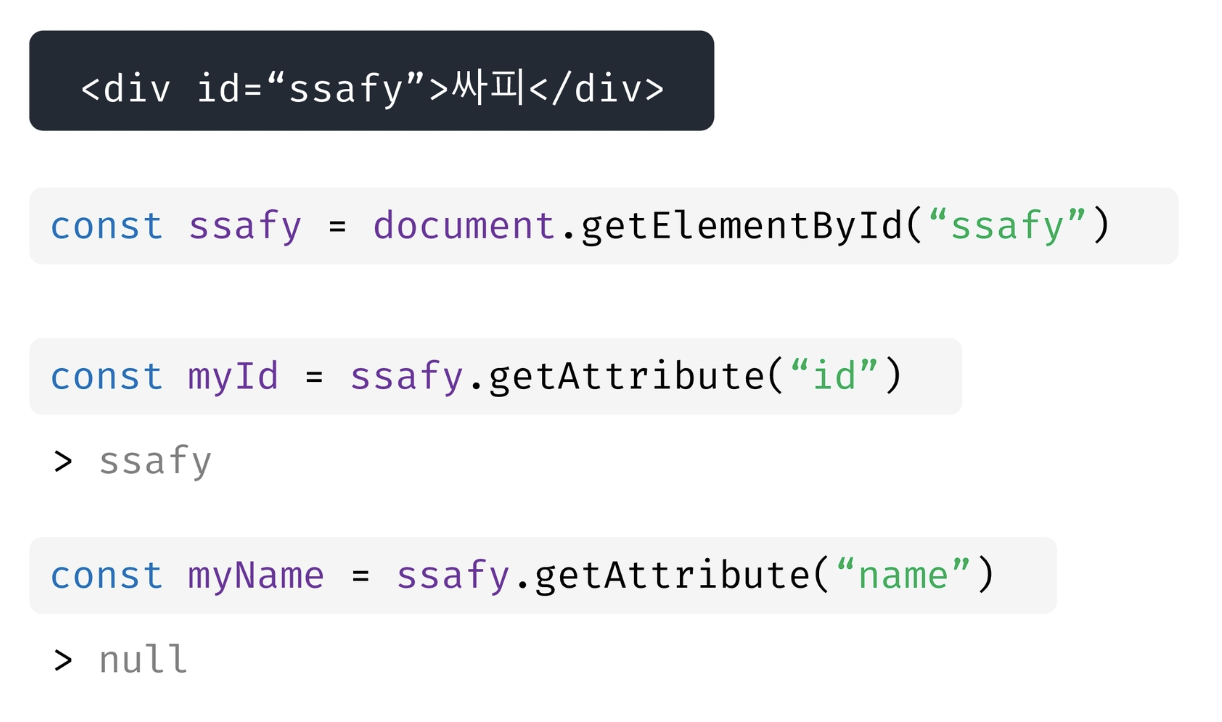 <div id=“ssafy”>싸피</div>
const ssafy = document.getElementById(“ssafy”)
const myId = ssafy.getAttribute(“id”)
> ssafy
const myName = ssafy.getAttribute(“name”)
> null